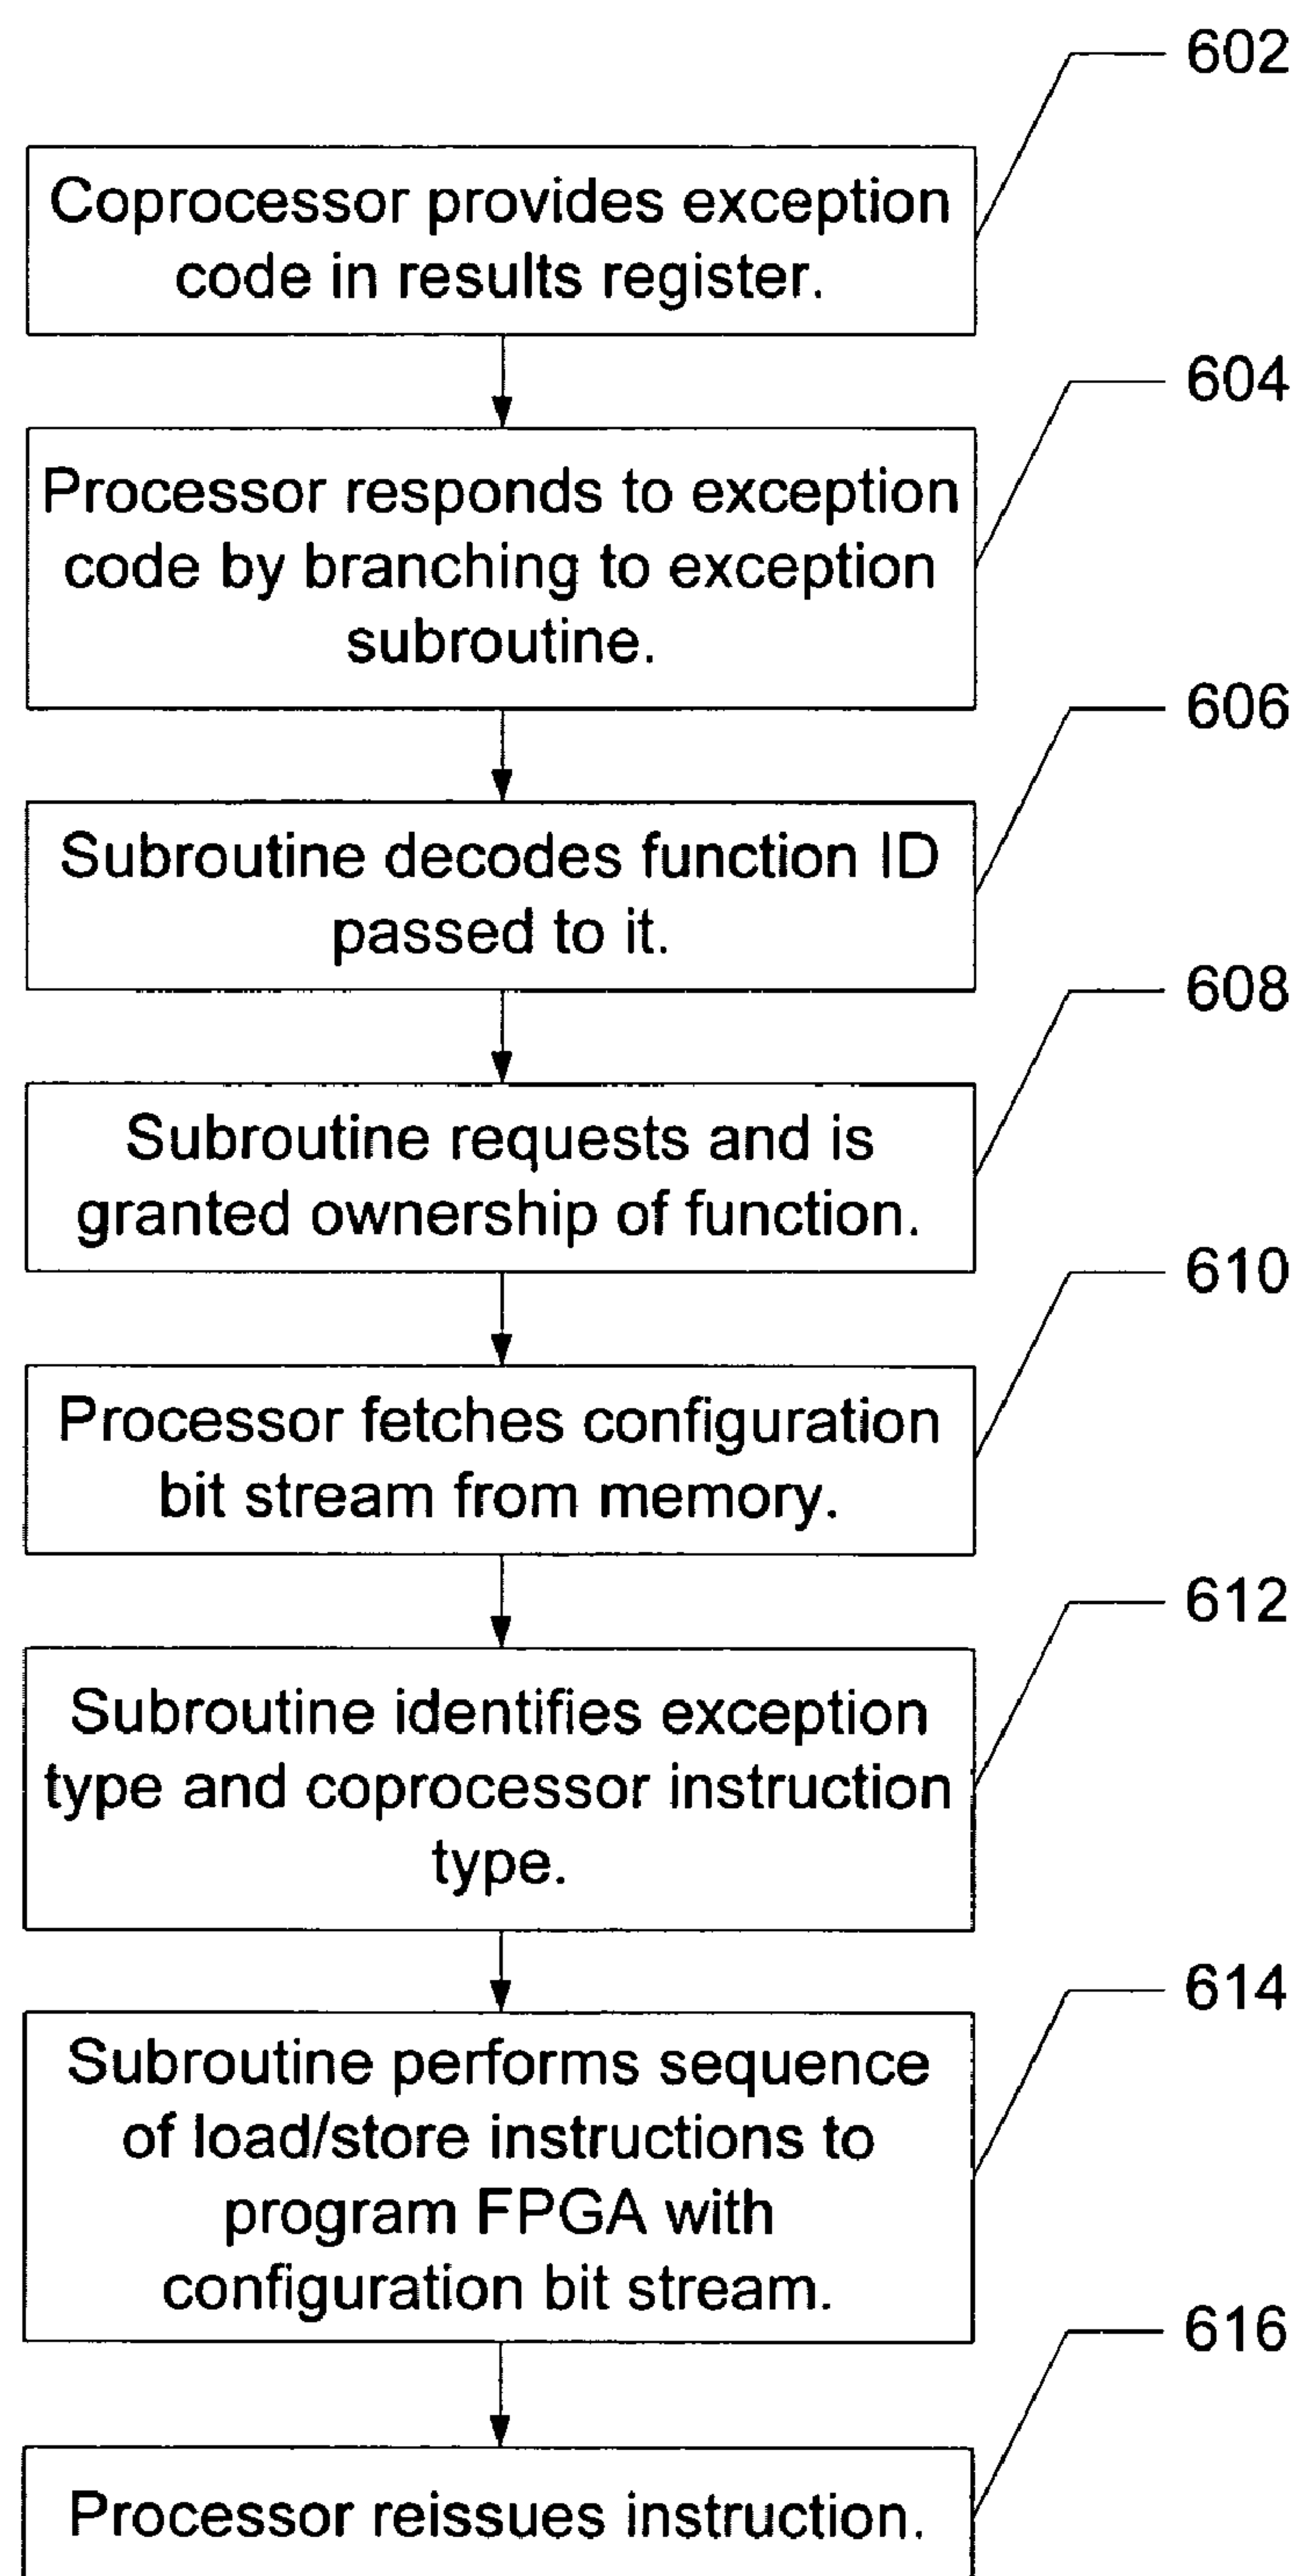 602
Coprocessor provides exception
code in results register.
604
Processor responds to exception
code by branching to exception
subroutine.
606
Subroutine decodes function ID
passed to it.
608
Subroutine requests and is
granted ownership of function.
610
Processor fetches configuration
bit stream from memory.
612
Subroutine identifies exception
type and coprocessor instruction
type.
614
Subroutine performs sequence
of load/store instructions to
program FPGA with
configuration bit stream.
616
Processor reissues instruction.